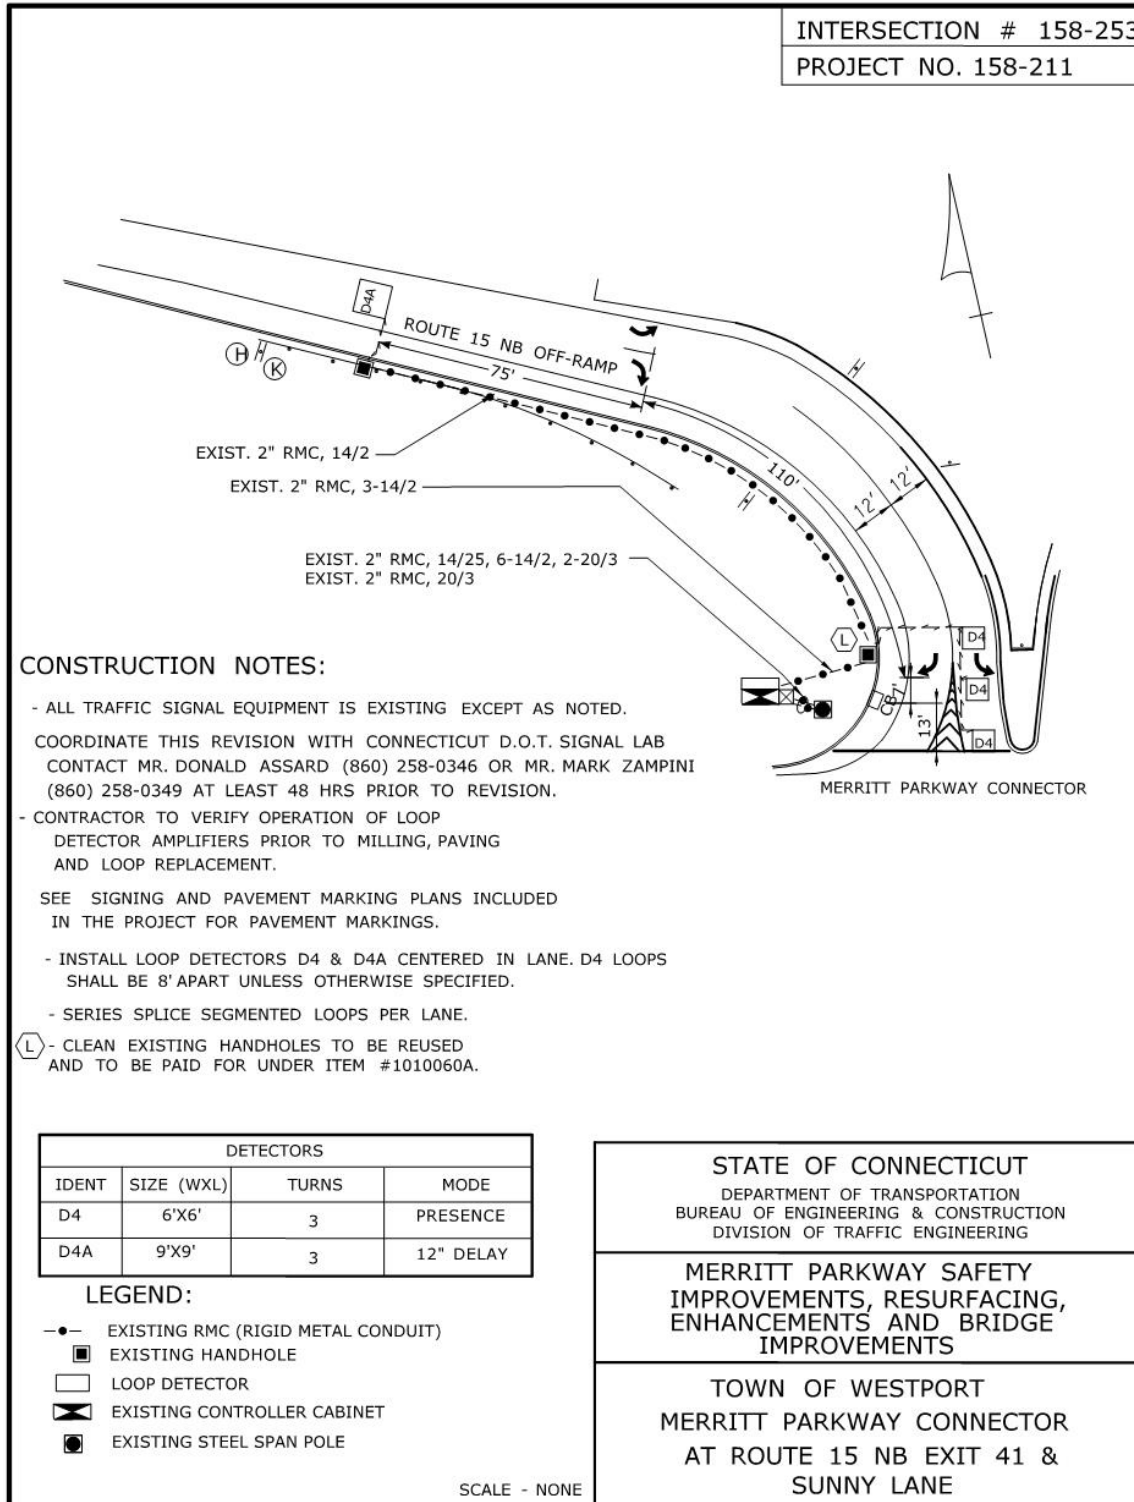 INTERSECTION # 158-253
PROJECT NO. 158-211
D4A
ROUTE 15 NB OFF-RAMP
75'
H
K
EXIST. 2" RMC, 14/2
EXIST. 2" RMC, 3-14/2
110'
12'
12'
EXIST. 2" RMC, 14/25, 6-14/2, 2-20/3
EXIST. 2" RMC, 20/3
L
D4
D4
D4
CB
7'
13'
MERRITT PARKWAY CONNECTOR
CONSTRUCTION NOTES:
- ALL TRAFFIC SIGNAL EQUIPMENT IS EXISTING EXCEPT AS NOTED.
COORDINATE THIS REVISION WITH CONNECTICUT D.O.T. SIGNAL LAB
CONTACT MR. DONALD ASSARD (860) 258-0346 OR MR. MARK ZAMPINI
(860) 258-0349 AT LEAST 48 HRS PRIOR TO REVISION.
- CONTRACTOR TO VERIFY OPERATION OF LOOP
DETECTOR AMPLIFIERS PRIOR TO MILLING, PAVING
AND LOOP REPLACEMENT.
SEE SIGNING AND PAVEMENT MARKING PLANS INCLUDED
IN THE PROJECT FOR PAVEMENT MARKINGS.
- INSTALL LOOP DETECTORS D4 & D4A CENTERED IN LANE. D4 LOOPS
SHALL BE 8' APART UNLESS OTHERWISE SPECIFIED.
- SERIES SPLICE SEGMENTED LOOPS PER LANE.
L - CLEAN EXISTING HANDHOLES TO BE REUSED
AND TO BE PAID FOR UNDER ITEM #1010060A.
DETECTORS
IDENT SIZE (WXL) TURNS MODE
D4 6'X6' 3 PRESENCE
D4A 9'X9' 3 12" DELAY
LEGEND:
EXISTING RMC (RIGID METAL CONDUIT)
EXISTING HANDHOLE
LOOP DETECTOR
EXISTING CONTROLLER CABINET
EXISTING STEEL SPAN POLE
SCALE - NONE
STATE OF CONNECTICUT
DEPARTMENT OF TRANSPORTATION
BUREAU OF ENGINEERING & CONSTRUCTION
DIVISION OF TRAFFIC ENGINEERING
MERRITT PARKWAY SAFETY
IMPROVEMENTS, RESURFACING,
ENHANCEMENTS AND BRIDGE
IMPROVEMENTS
TOWN OF WESTPORT
MERRITT PARKWAY CONNECTOR
AT ROUTE 15 NB EXIT 41 &
SUNNY LANE